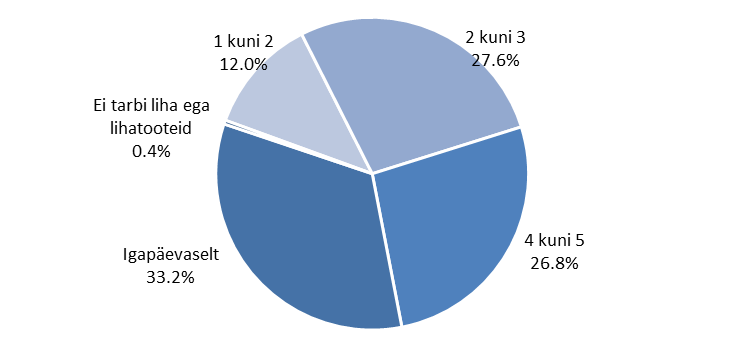 1 kuni 2
12.0%
2 kuni 3
27.6%
Ei tarbi liha ega
lihatooteid
0.4%
4 kuni 5
26.8%
Igapäevaselt
33.2%